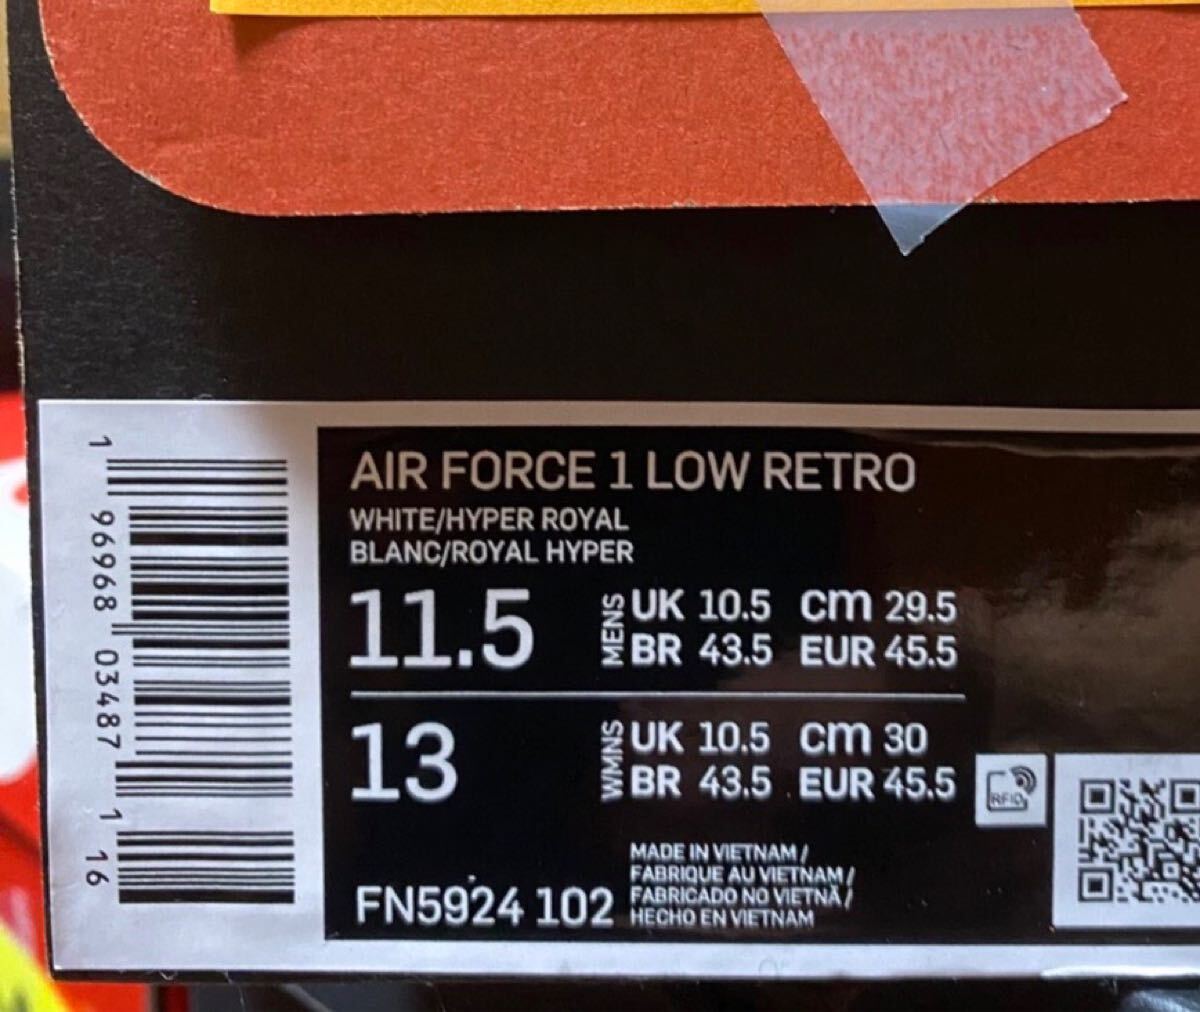 AIR FORCE 1 LOW RETRO
WHITE/HYPER ROYAL
BLANC/ROYAL HYPER
11.5 MENS UK 10.5 cm 29.5
BR 43.5 EUR 45.5
13 WMNS UK 10.5 cm 30
BR 43.5 EUR 45.5
RFID
FN5924 102
MADE IN VIETNAM /
FABRIQUE AU VIETNAM /
FABRICADO NO VIETNÃ /
HECHO EN VIETNAM
1 96968 03487 1 16